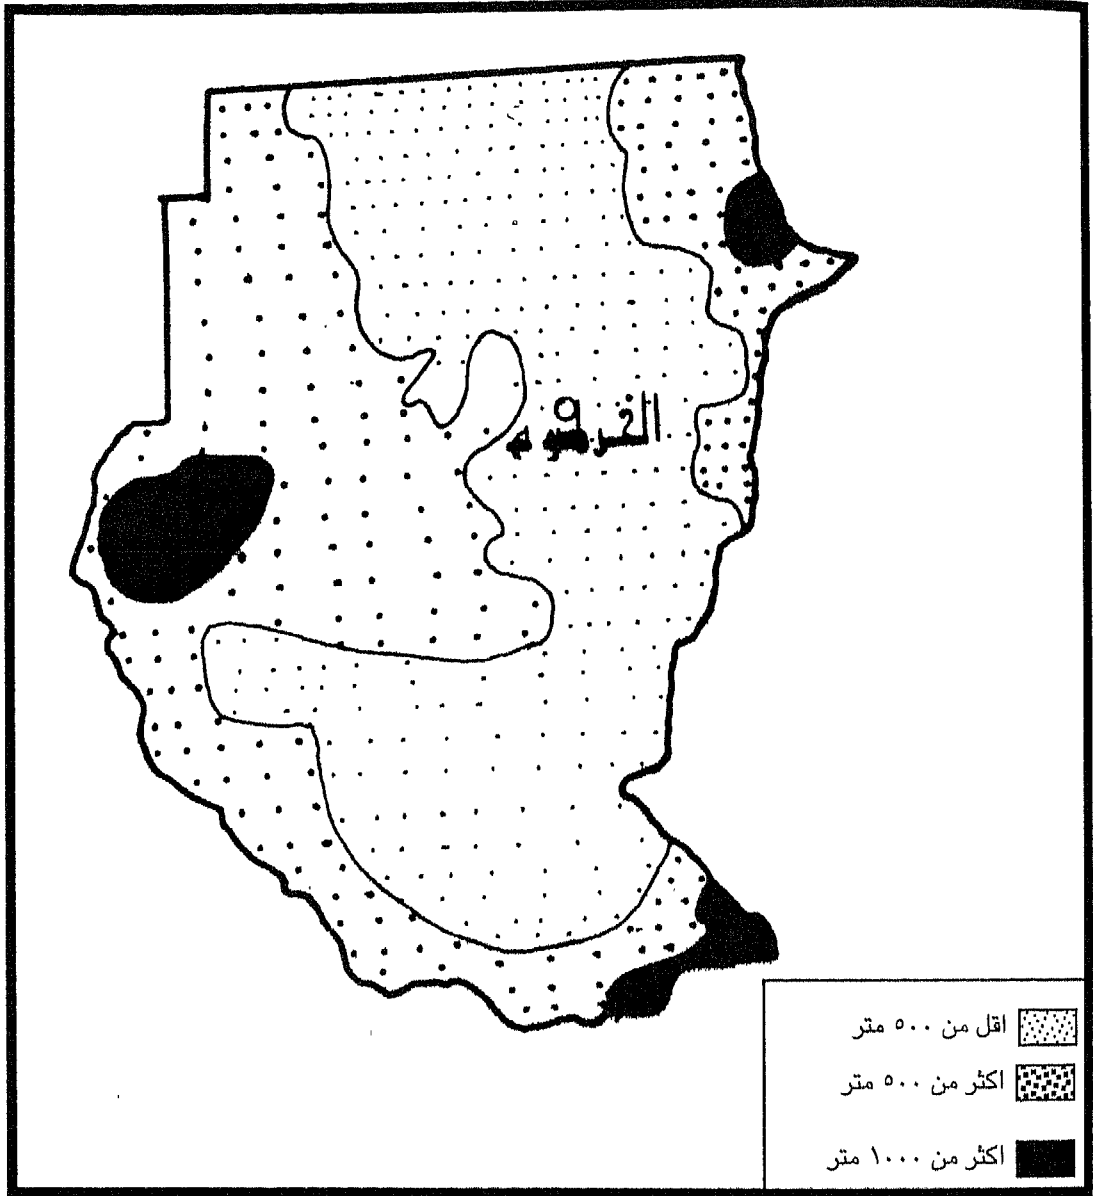 الخرطوم
اقل من ٥٠٠ متر
اكثر من ٥٠٠ متر
اكثر من ١٠٠٠ متر